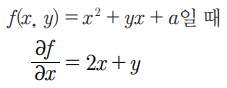 f(x, y) = x² + yx + a일 때
∂f/∂x = 2x + y